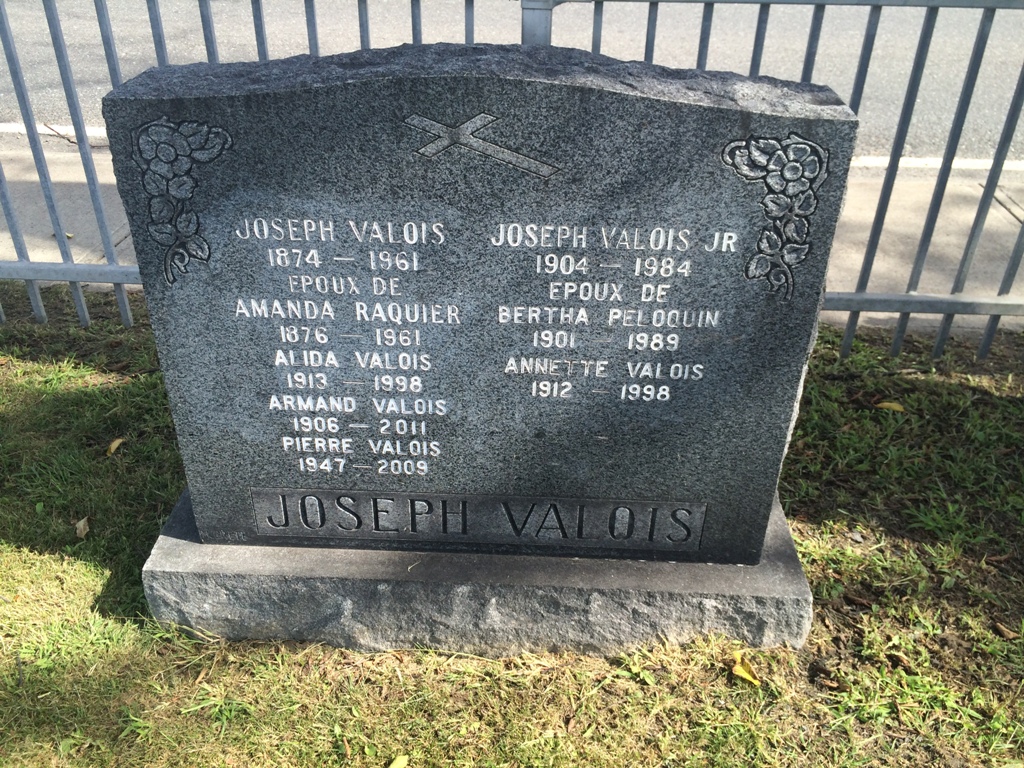 JOSEPH VALOIS
1874 — 1961
EPOUX DE
AMANDA RAQUIER
1876 — 1961
ALIDA VALOIS
1913 — 1998
ARMAND VALOIS
1906 — 2011
PIERRE VALOIS
1947 — 2009
JOSEPH VALOIS JR
1904 — 1984
EPOUX DE
BERTHA PELOQUIN
1901 — 1989
ANNETTE VALOIS
1912 — 1998
JOSEPH VALOIS